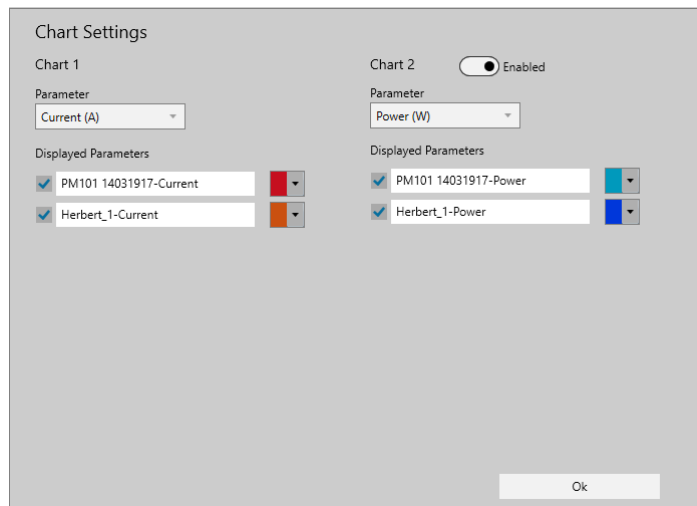 Chart Settings
Chart 1
Parameter
Current (A)
Displayed Parameters
PM101 14031917-Current
Herbert_1-Current
Chart 2 Enabled
Parameter
Power (W)
Displayed Parameters
PM101 14031917-Power
Herbert_1-Power
Ok